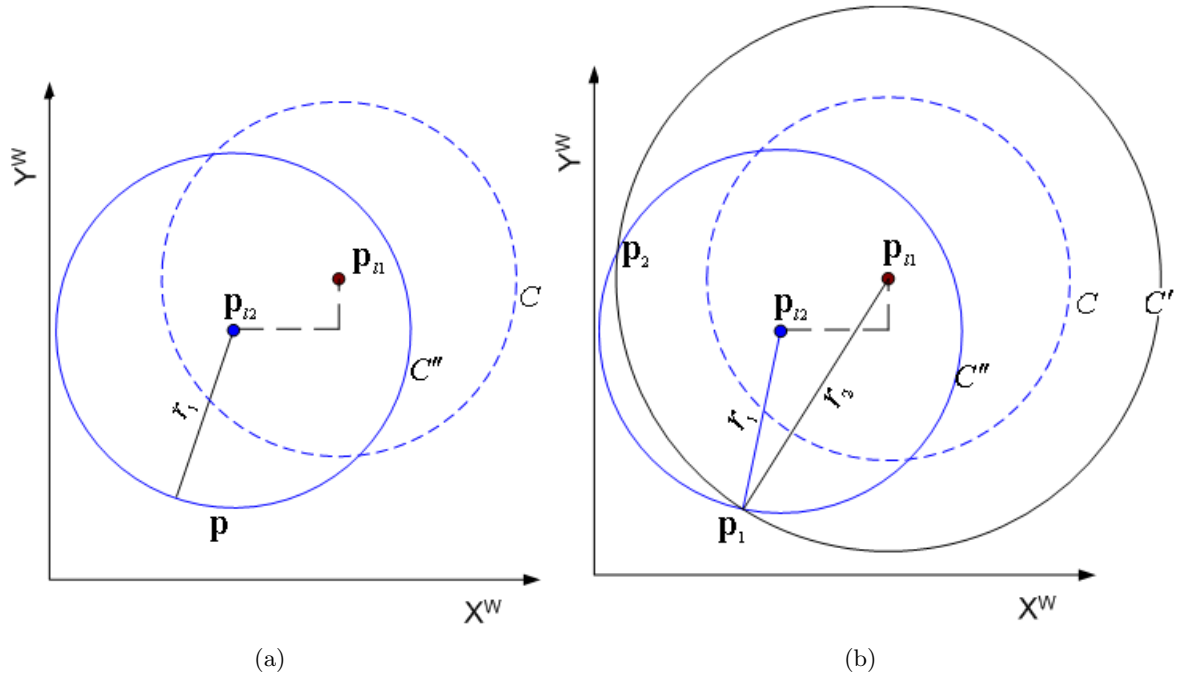 Y^W
p_l1
C
p_l2
C''
r_1
p
X^W
(a)
Y^W
p_2
p_l1
C
C'
p_l2
C''
r_1
r_2
p_1
X^W
(b)